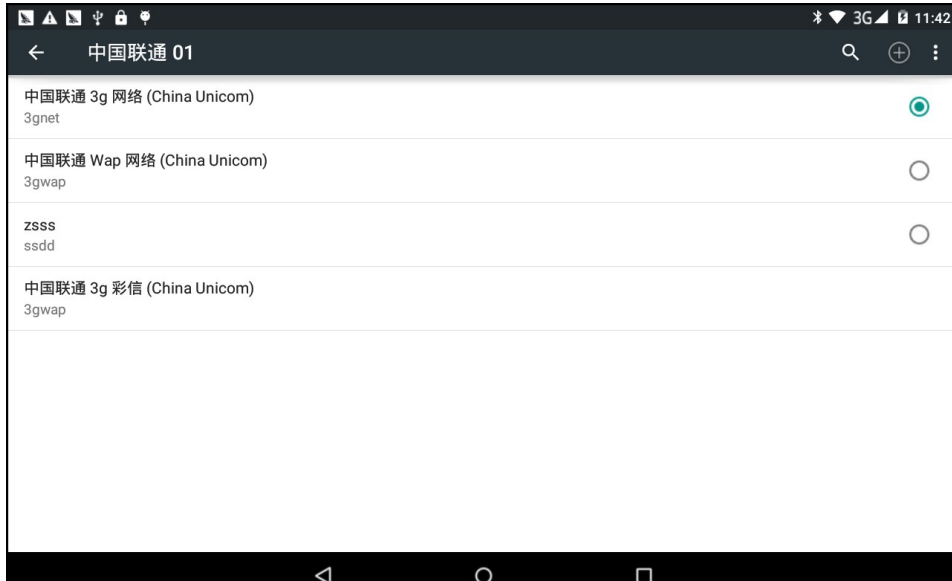 3G 11:42
中国联通 01
中国联通 3g 网络 (China Unicom)
3gnet
中国联通 Wap 网络 (China Unicom)
3gwap
zsss
ssdd
中国联通 3g 彩信 (China Unicom)
3gwap